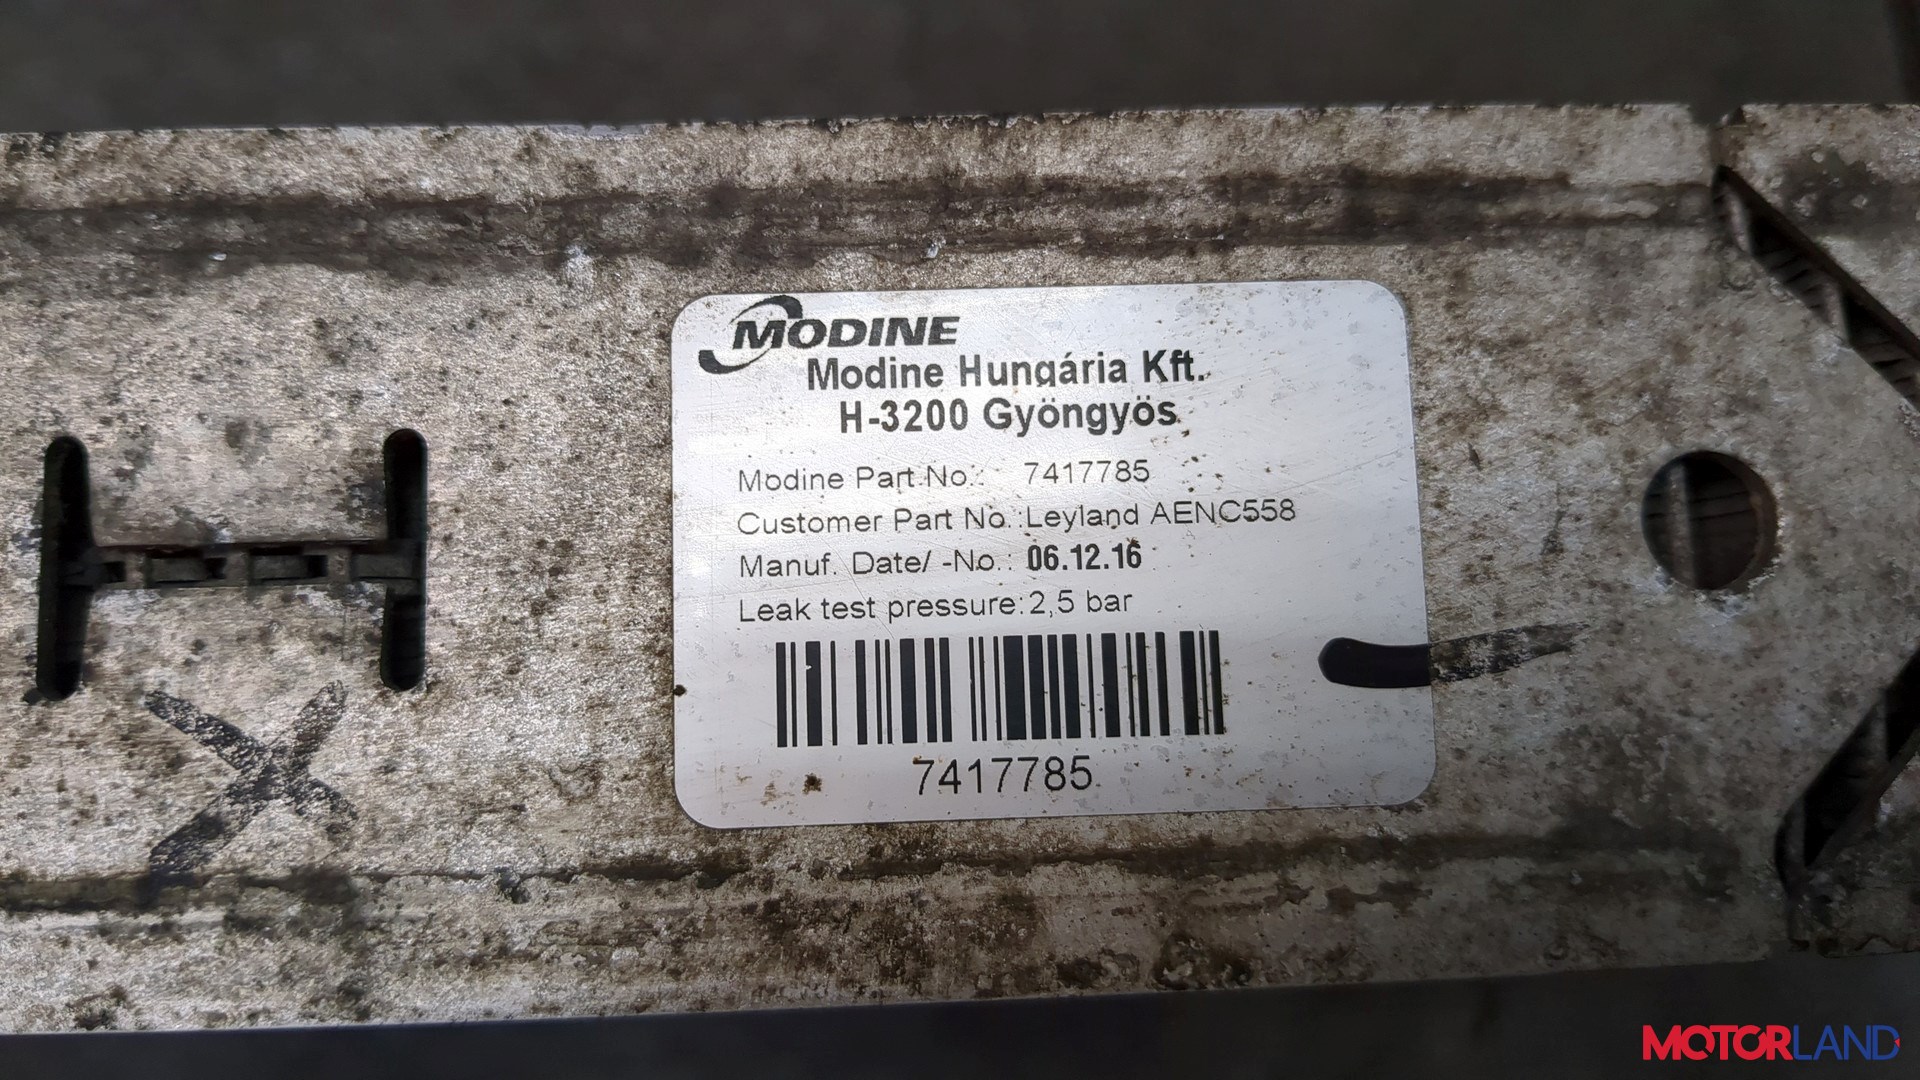 MODINE
Modine Hungária Kft.
H-3200 Gyöngyös
Modine Part No.: 7417785
Customer Part No.:Leyland AENC558
Manuf. Date/ -No.: 06.12.16
Leak test pressure:2,5 bar
7417785
X
MOTORLAND